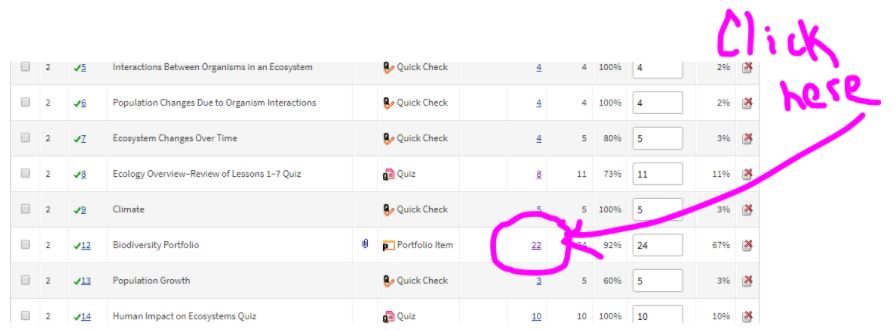 Click
here
2 5 Interactions Between Organisms in an Ecosystem Quick Check 4 4 100% 4 2%
2 6 Population Changes Due to Organism Interactions Quick Check 4 4 100% 4 2%
2 7 Ecosystem Changes Over Time Quick Check 4 5 80% 5 3%
2 8 Ecology Overview–Review of Lessons 1–7 Quiz Quiz 8 11 73% 11 11%
2 9 Climate Quick Check 5 5 100% 5 3%
2 12 Biodiversity Portfolio Portfolio Item 22 24 92% 24 67%
2 13 Population Growth Quick Check 3 5 60% 5 3%
2 14 Human Impact on Ecosystems Quiz Quiz 10 10 100% 10 10%